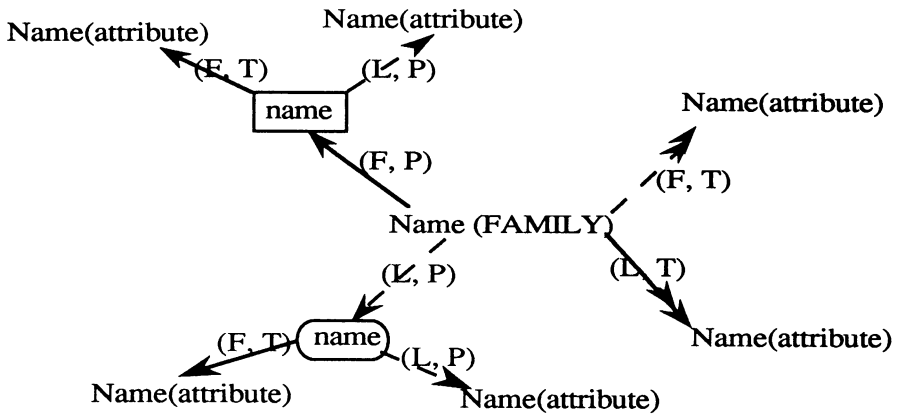 Name(attribute)
Name(attribute)
(F, T)
(L, P)
name
Name(attribute)
(F, P)
(F, T)
Name (FAMILY)
(L, P)
(L, T)
(F, T)
name
(L, P)
Name(attribute)
Name(attribute)
Name(attribute)